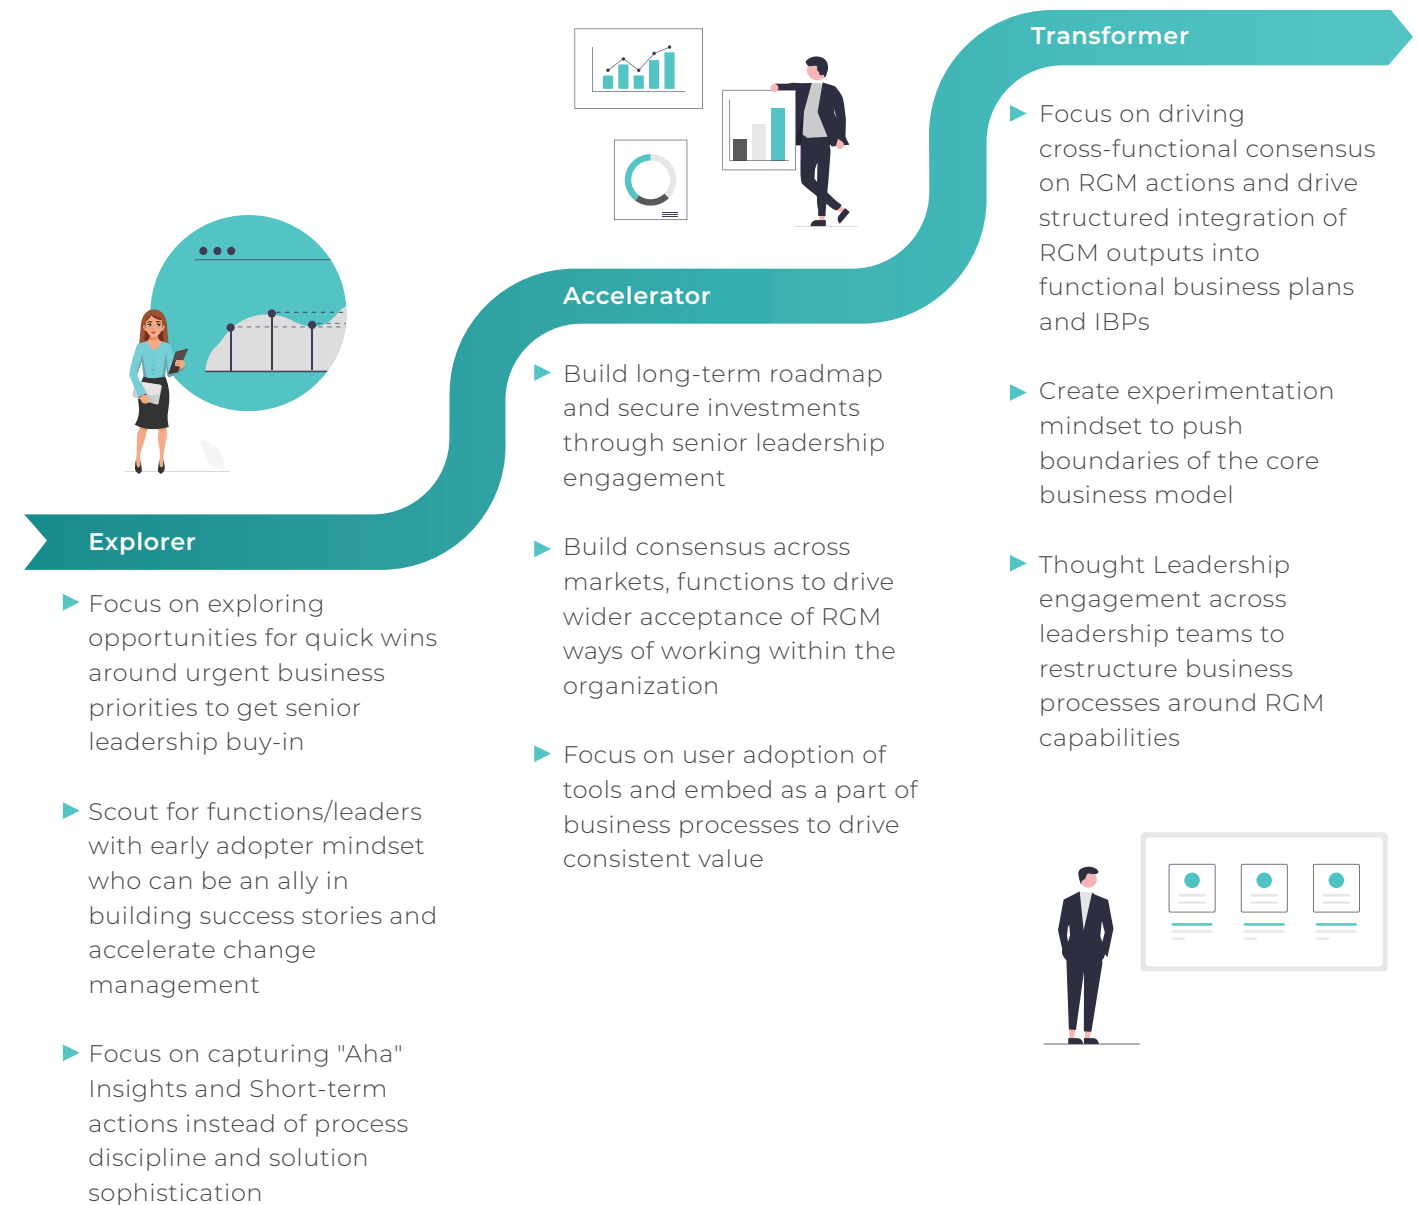 Explorer
Focus on exploring
opportunities for quick wins
around urgent business
priorities to get senior
leadership buy-in
Scout for functions/leaders
with early adopter mindset
who can be an ally in
building success stories and
accelerate change
management
Focus on capturing "Aha"
Insights and Short-term
actions instead of process
discipline and solution
sophistication
Accelerator
Build long-term roadmap
and secure investments
through senior leadership
engagement
Build consensus across
markets, functions to drive
wider acceptance of RGM
ways of working within the
organization
Focus on user adoption of
tools and embed as a part of
business processes to drive
consistent value
Transformer
Focus on driving
cross-functional consensus
on RGM actions and drive
structured integration of
RGM outputs into
functional business plans
and IBPs
Create experimentation
mindset to push
boundaries of the core
business model
Thought Leadership
engagement across
leadership teams to
restructure business
processes around RGM
capabilities